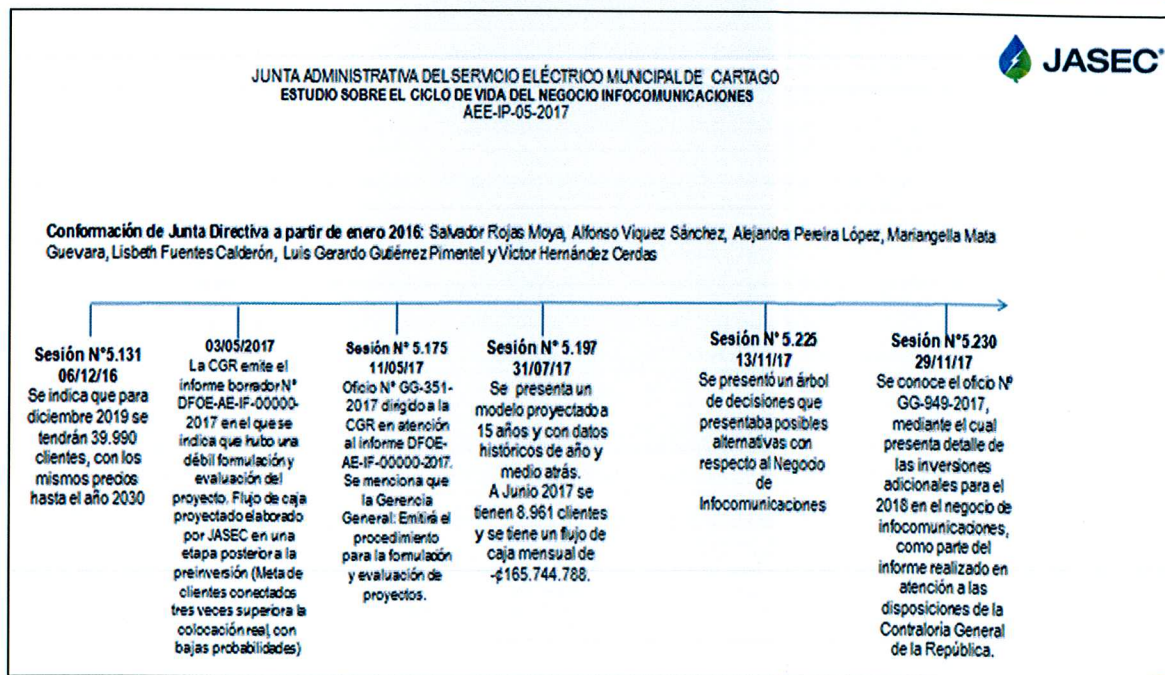 JASEC
JUNTA ADMINISTRATIVA DEL SERVICIO ELÉCTRICO MUNICIPAL DE CARTAGO
ESTUDIO SOBRE EL CICLO DE VIDA DEL NEGOCIO INFOCOMUNICACIONES
AEE-IP-05-2017
Conformación de Junta Directiva a partir de enero 2016: Salvador Rojas Moya, Alfonso Víquez Sánchez, Alejandra Pereira López, Mariangella Mata
Guevara, Lisbeth Fuentes Calderón, Luis Gerardo Gutiérrez Pimentel y Víctor Hernández Cerdas
Sesión N°5.131
06/12/16
Se indica que para
diciembre 2019 se
tendrán 39.990
clientes, con los
mismos precios
hasta el año 2030
03/05/2017
La CGR emite el
informe borrador N°
DFOE-AE-IF-00000-
2017 en el que se
indica que hubo una
débil formulación y
evaluación del
proyecto. Flujo de caja
proyectado elaborado
por JASEC en una
etapa posterior a la
preinversión (Meta de
clientes conectados
tres veces superior a la
colocación real, con
bajas probabilidades)
Sesión N° 5.175
11/05/17
Oficio N° GG-351-
2017 dirigido a la
CGR en atención
al informe DFOE-
AE-IF-00000-2017.
Se menciona que
la Gerencia
General: Emitirá el
procedimiento
para la formulación
y evaluación de
proyectos.
Sesión N° 5.197
31/07/17
Se presenta un
modelo proyectado a
15 años y con datos
históricos de año y
medio atrás.
A Junio 2017 se
tienen 8.961 clientes
y se tiene un flujo de
caja mensual de
-¢165.744.788.
Sesión N° 5.225
13/11/17
Se presentó un árbol
de decisiones que
presentaba posibles
alternativas con
respecto al Negocio
de
Infocomunicaciones
Sesión N°5.230
29/11/17
Se conoce el oficio N°
GG-949-2017,
mediante el cual
presenta detalle de
las inversiones
adicionales para el
2018 en el negocio de
infocomunicaciones,
como parte del
informe realizado en
atención a las
disposiciones de la
Contraloría General
de la República.